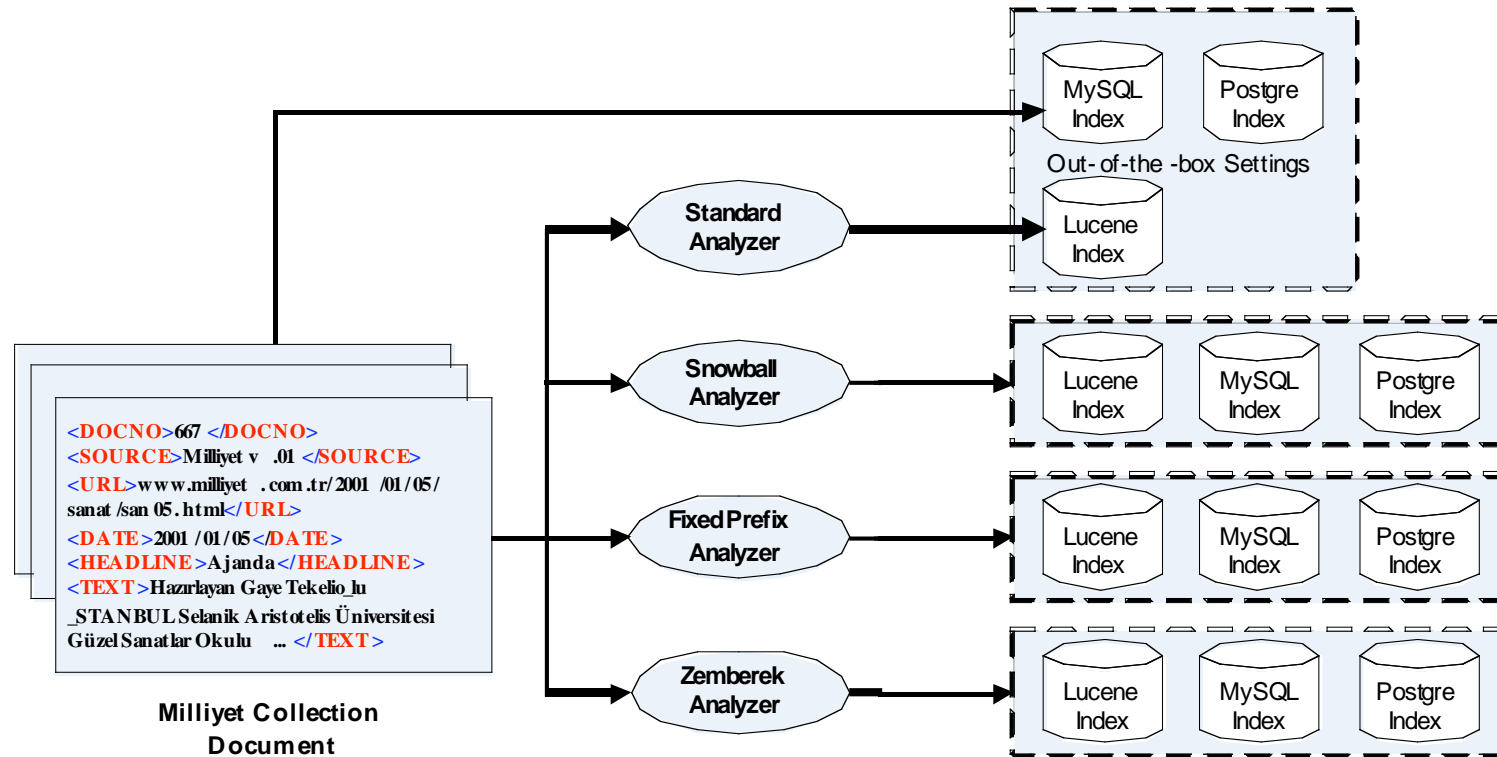 MySQL
Index
Postgre
Index
Out-of-the -box Settings
Lucene
Index
Standard
Analyzer
Snowball
Analyzer
Lucene
Index
MySQL
Index
Postgre
Index
Fixed Prefix
Analyzer
Lucene
Index
MySQL
Index
Postgre
Index
Zemberek
Analyzer
Lucene
Index
MySQL
Index
Postgre
Index
<DOCNO>667 </DOCNO>
<SOURCE>Milliyet v .01 </SOURCE>
<URL>www.milliyet .com.tr/2001 /01/05/
sanat /san 05.html</URL>
<DATE>2001 /01/05</DATE>
<HEADLINE>Ajanda</HEADLINE>
<TEXT>Hazırlayan Gaye Tekelio_lu
_STANBUL Selanik Aristotelis Üniversitesi
Güzel Sanatlar Okulu ... </TEXT>
Milliyet Collection
Document